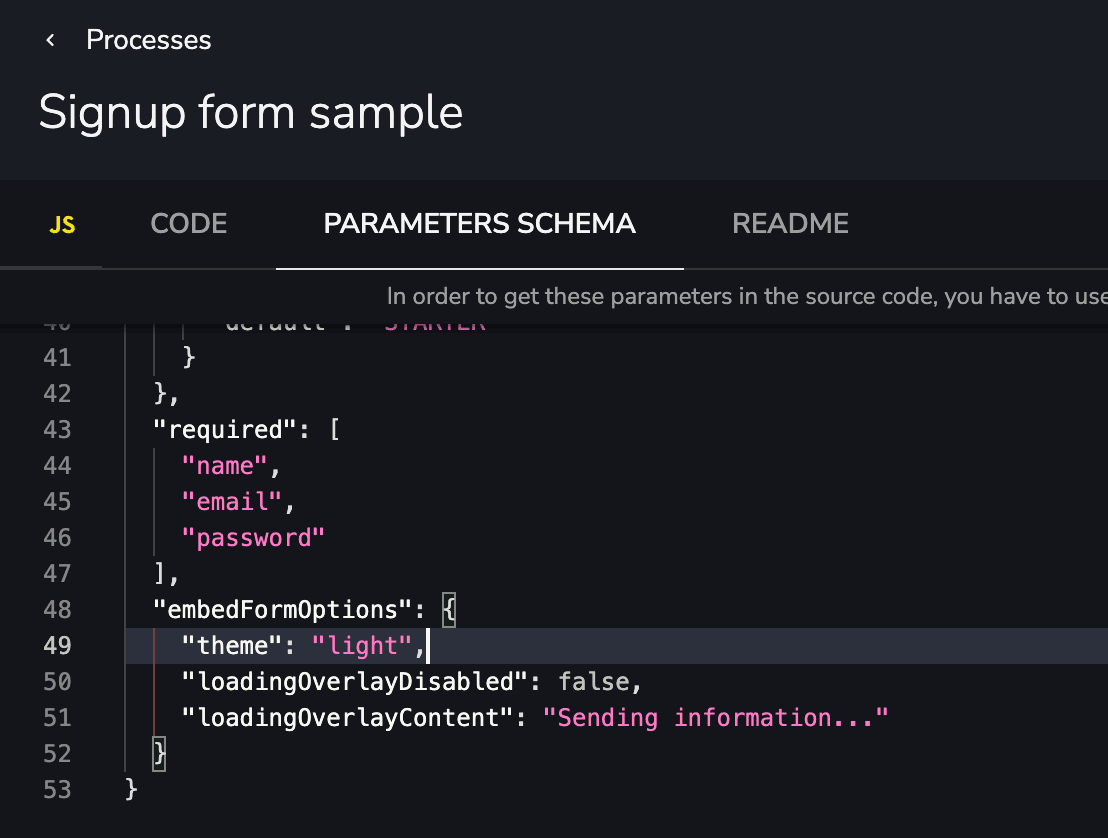 Processes
Signup form sample
JS CODE PARAMETERS SCHEMA README
In order to get these parameters in the source code, you have to use
40 "default": "STARTER"
41 }
42 },
43 "required": [
44 "name",
45 "email",
46 "password"
47 ],
48 "embedFormOptions": {
49 "theme": "light",
50 "loadingOverlayDisabled": false,
51 "loadingOverlayContent": "Sending information..."
52 }
53 }